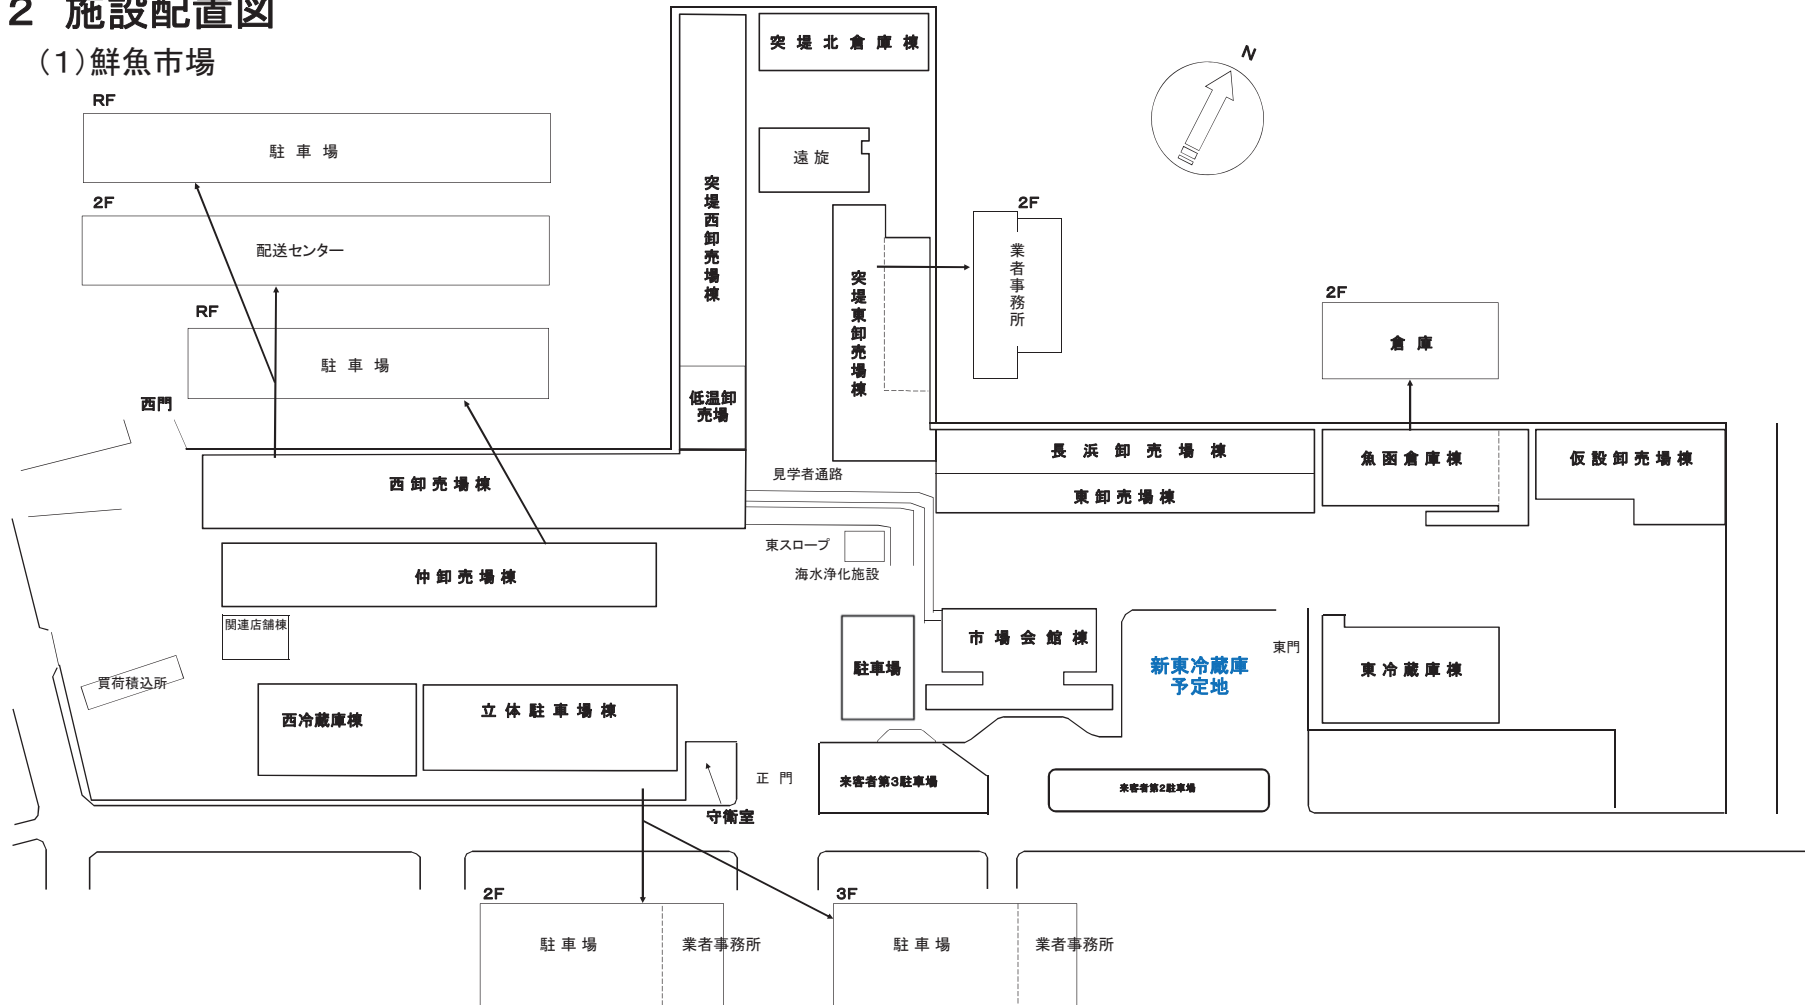 2 施設配置図
(1)鮮魚市場
RF
駐車場
2F
配送センター
RF
駐車場
西門
突堤北倉庫棟
遠旋
突堤西卸売場棟
低温卸
売場
突堤東卸売場棟
2F
業者事務所
N
2F
倉庫
西卸売場棟
見学者通路
長浜卸売場棟
東卸売場棟
魚函倉庫棟
仮設卸売場棟
仲卸売場棟
東スロープ
海水浄化施設
関連店舗棟
買荷積込所
西冷蔵庫棟
立体駐車場棟
駐車場
市場会館棟
新東冷蔵庫
予定地
東門
東冷蔵庫棟
正門
守衛室
来客者第3駐車場
来客者第2駐車場
2F
駐車場
業者事務所
3F
駐車場
業者事務所